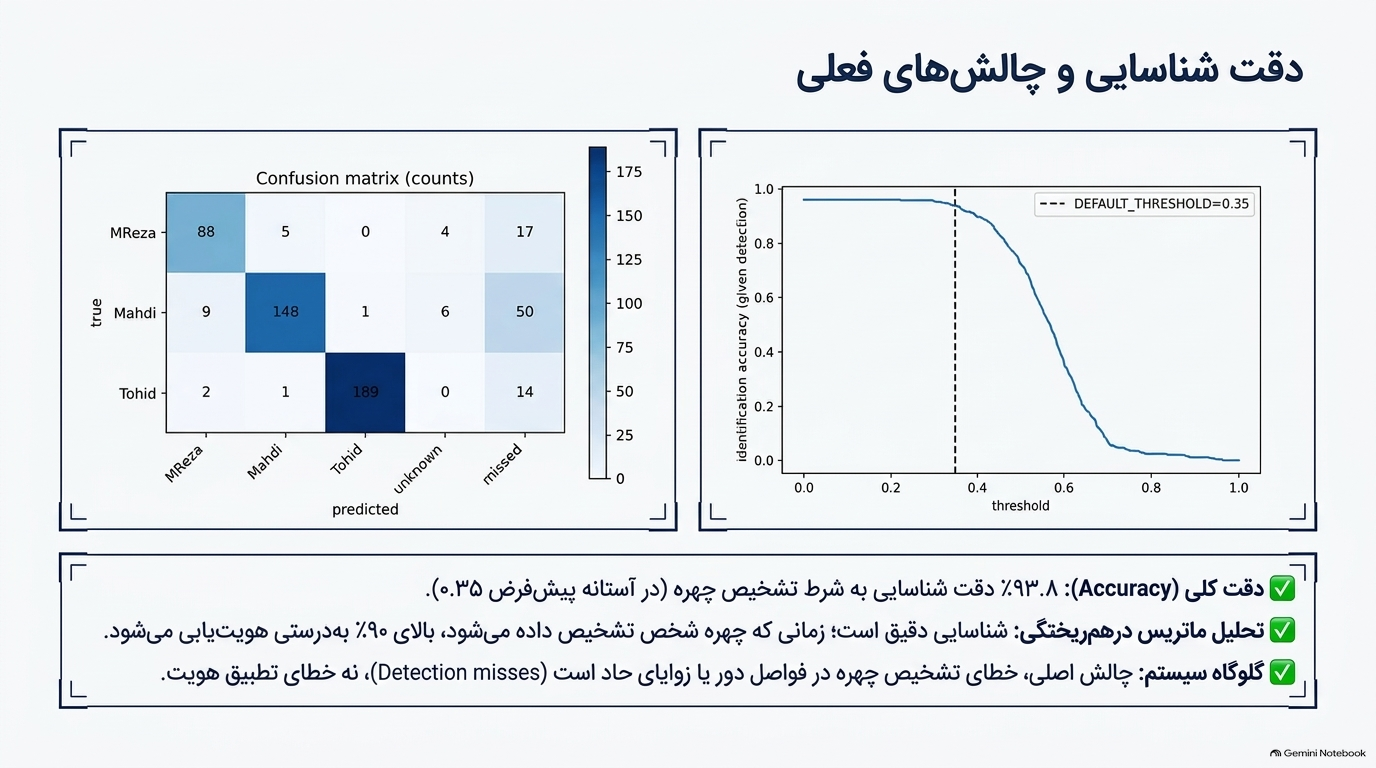 دقت شناسایی و چالش‌های فعلی
Confusion matrix (counts)
true
MReza 88 5 0 4 17
Mahdi 9 148 1 6 50
Tohid 2 1 189 0 14
MReza Mahdi Tohid unknown missed
predicted
175
150
125
100
75
50
25
0
DEFAULT_THRESHOLD=0.35
identification accuracy (given detection)
1.0
0.8
0.6
0.4
0.2
0.0
0.0 0.2 0.4 0.6 0.8 1.0
threshold
✅ دقت کلی (Accuracy): ۹۳.۸٪ دقت شناسایی به شرط تشخیص چهره (در آستانه پیش‌فرض ۰.۳۵).
✅ تحلیل ماتریس درهم‌ریختگی: شناسایی دقیق است؛ زمانی که چهره شخص تشخیص داده می‌شود، بالای ۹۰٪ به‌درستی هویت‌یابی می‌شود.
✅ گلوگاه سیستم: چالش اصلی، خطای تشخیص چهره در فواصل دور یا زوایای حاد است (Detection misses)، نه خطای تطبیق هویت.
Gemini Notebook